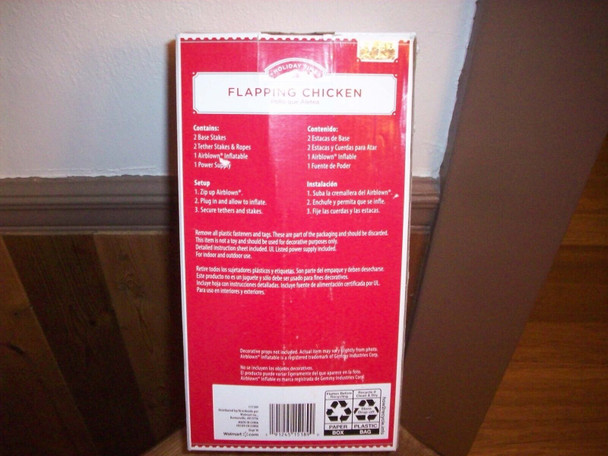 HOLIDAY
FLAPPING CHICKEN
Contains:
2 Base Stakes
2 Tether Stakes & Ropes
1 Airblown® Inflatable
1 Power Supply
Setup
1. Zip up Airblown®.
2. Plug in and allow to inflate.
3. Secure tethers and stakes.
Contenido:
2 Estacas de Base
2 Estacas y Cuerdas para Atar
1 Airblown® Inflable
1 Fuente de Poder
Instalación
1. Suba la cremallera del Airblown®.
2. Enchufe y permita que se infle.
3. Fije las cuerdas y las estacas.
Remove all plastic fasteners and tags. These are part of the packaging and should be discarded.
This item is not a toy and should be used for decorative purposes only.
Detailed instruction sheet included. UL Listed power supply included.
For indoor and outdoor use.
Retire todos los sujetadores plásticos y etiquetas. Son parte del empaque y deben desecharse.
Este producto no es un juguete y sólo debe ser usado para fines decorativos.
Incluye hoja con instrucciones detalladas. Incluye fuente de alimentación certificada por UL.
Para uso en interiores y exteriores.
Decorative props not included. Actual item may vary slightly from photo.
Airblown® Inflatable is a registered trademark of Gemmy Industries Corp.
No se incluyen los objetos decorativos.
El producto puede variar ligeramente del que aparece en la foto.
Airblown® Inflable es marca registrada de Gemmy Industries Corp.
Walmart.com
PAPER
BOX
PLASTIC
BAG